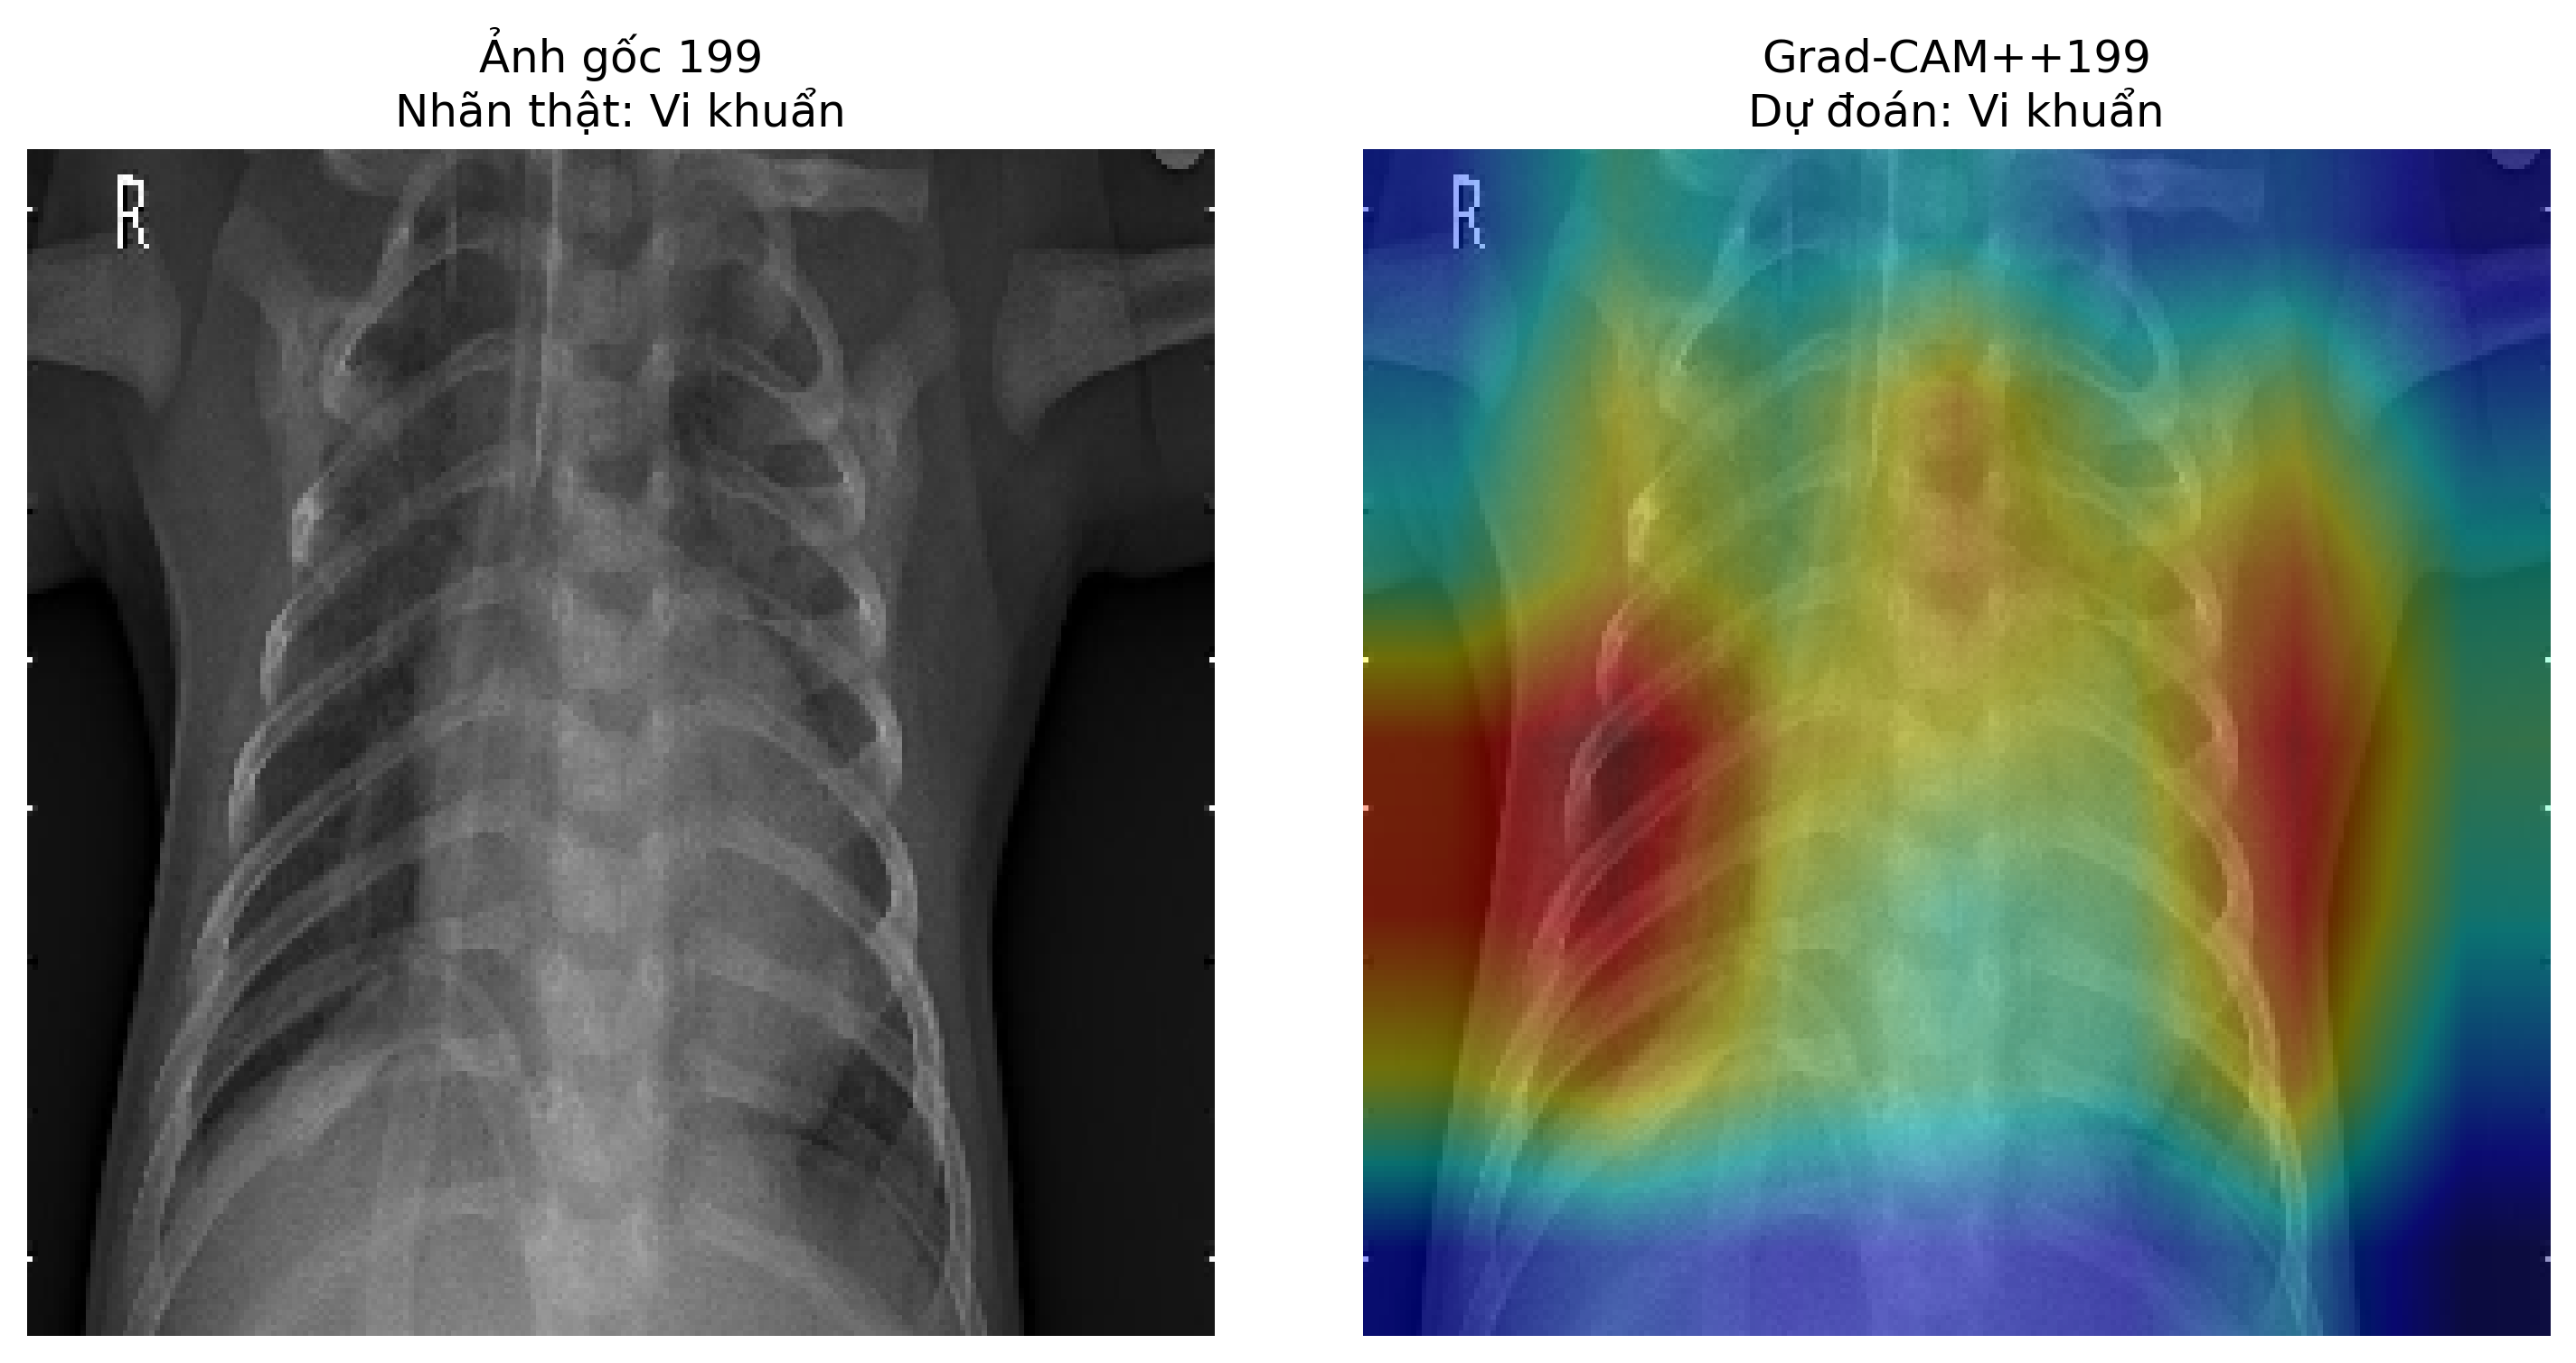 Ảnh gốc 199
Nhãn thật: Vi khuẩn
R
Grad-CAM++199
Dự đoán: Vi khuẩn
R